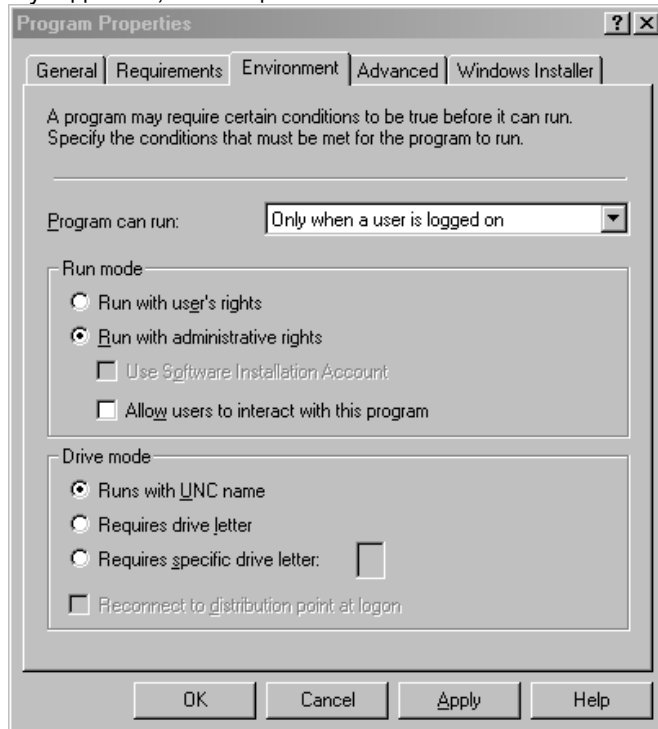 Program Properties
General Requirements Environment Advanced Windows Installer
A program may require certain conditions to be true before it can run.
Specify the conditions that must be met for the program to run.
Program can run: Only when a user is logged on
Run mode
Run with user's rights
Run with administrative rights
Use Software Installation Account
Allow users to interact with this program
Drive mode
Runs with UNC name
Requires drive letter
Requires specific drive letter:
Reconnect to distribution point at logon
OK Cancel Apply Help